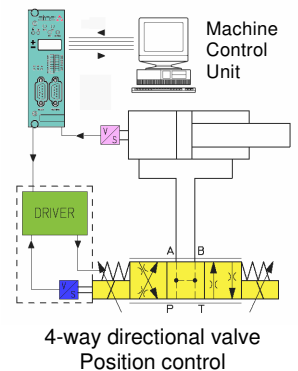 Machine
Control
Unit
V/S
DRIVER
A B
V/S
P T
4-way directional valve
Position control